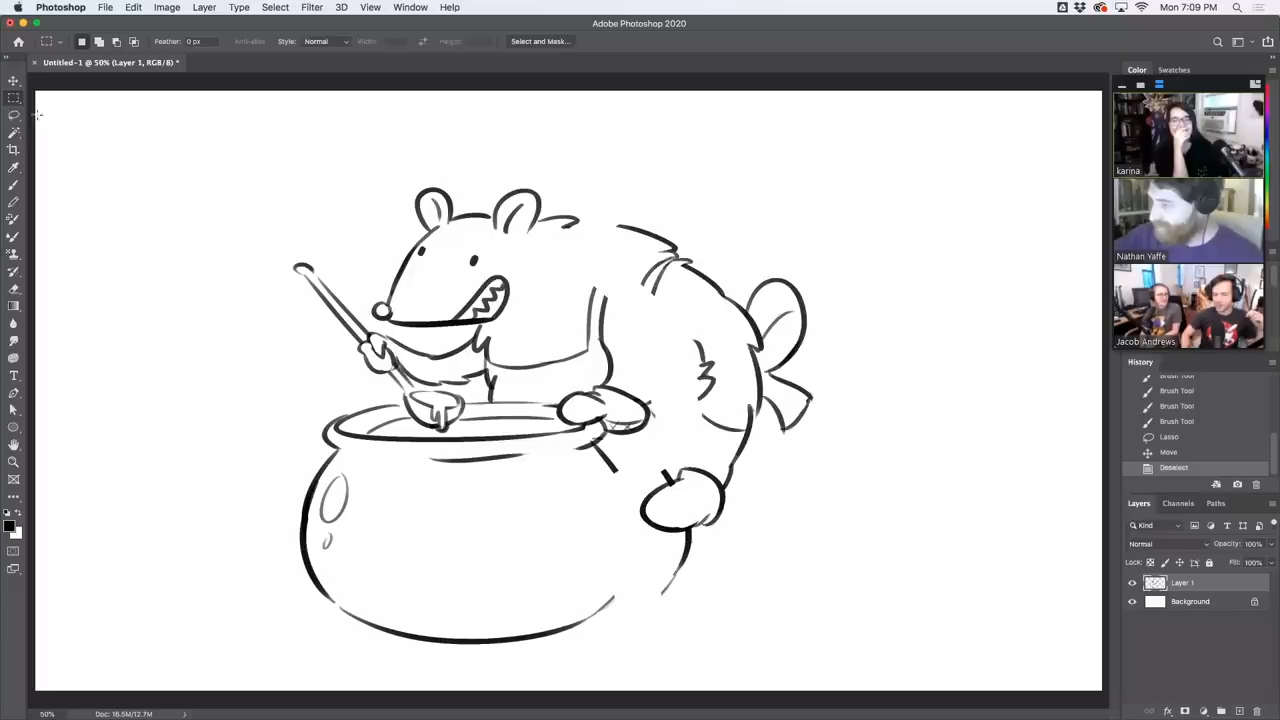 Photoshop File Edit Image Layer Type Select Filter 3D View Window Help Mon 7:09 PM
Adobe Photoshop 2020
Feather: 0 px Anti-alias Style: Normal Width: Height: Select and Mask...
Untitled-1 @ 50% (Layer 1, RGB/8) *
Color Swatches
karina
Nathan Yaffe
Jacob Andrews
History
Brush Tool
Brush Tool
Brush Tool
Brush Tool
Lasso
Move
Deselect
Layers Channels Paths
Kind
Normal Opacity: 100%
Lock: Fill: 100%
Layer 1
Background
fx
50% Doc: 16.5M/12.7M